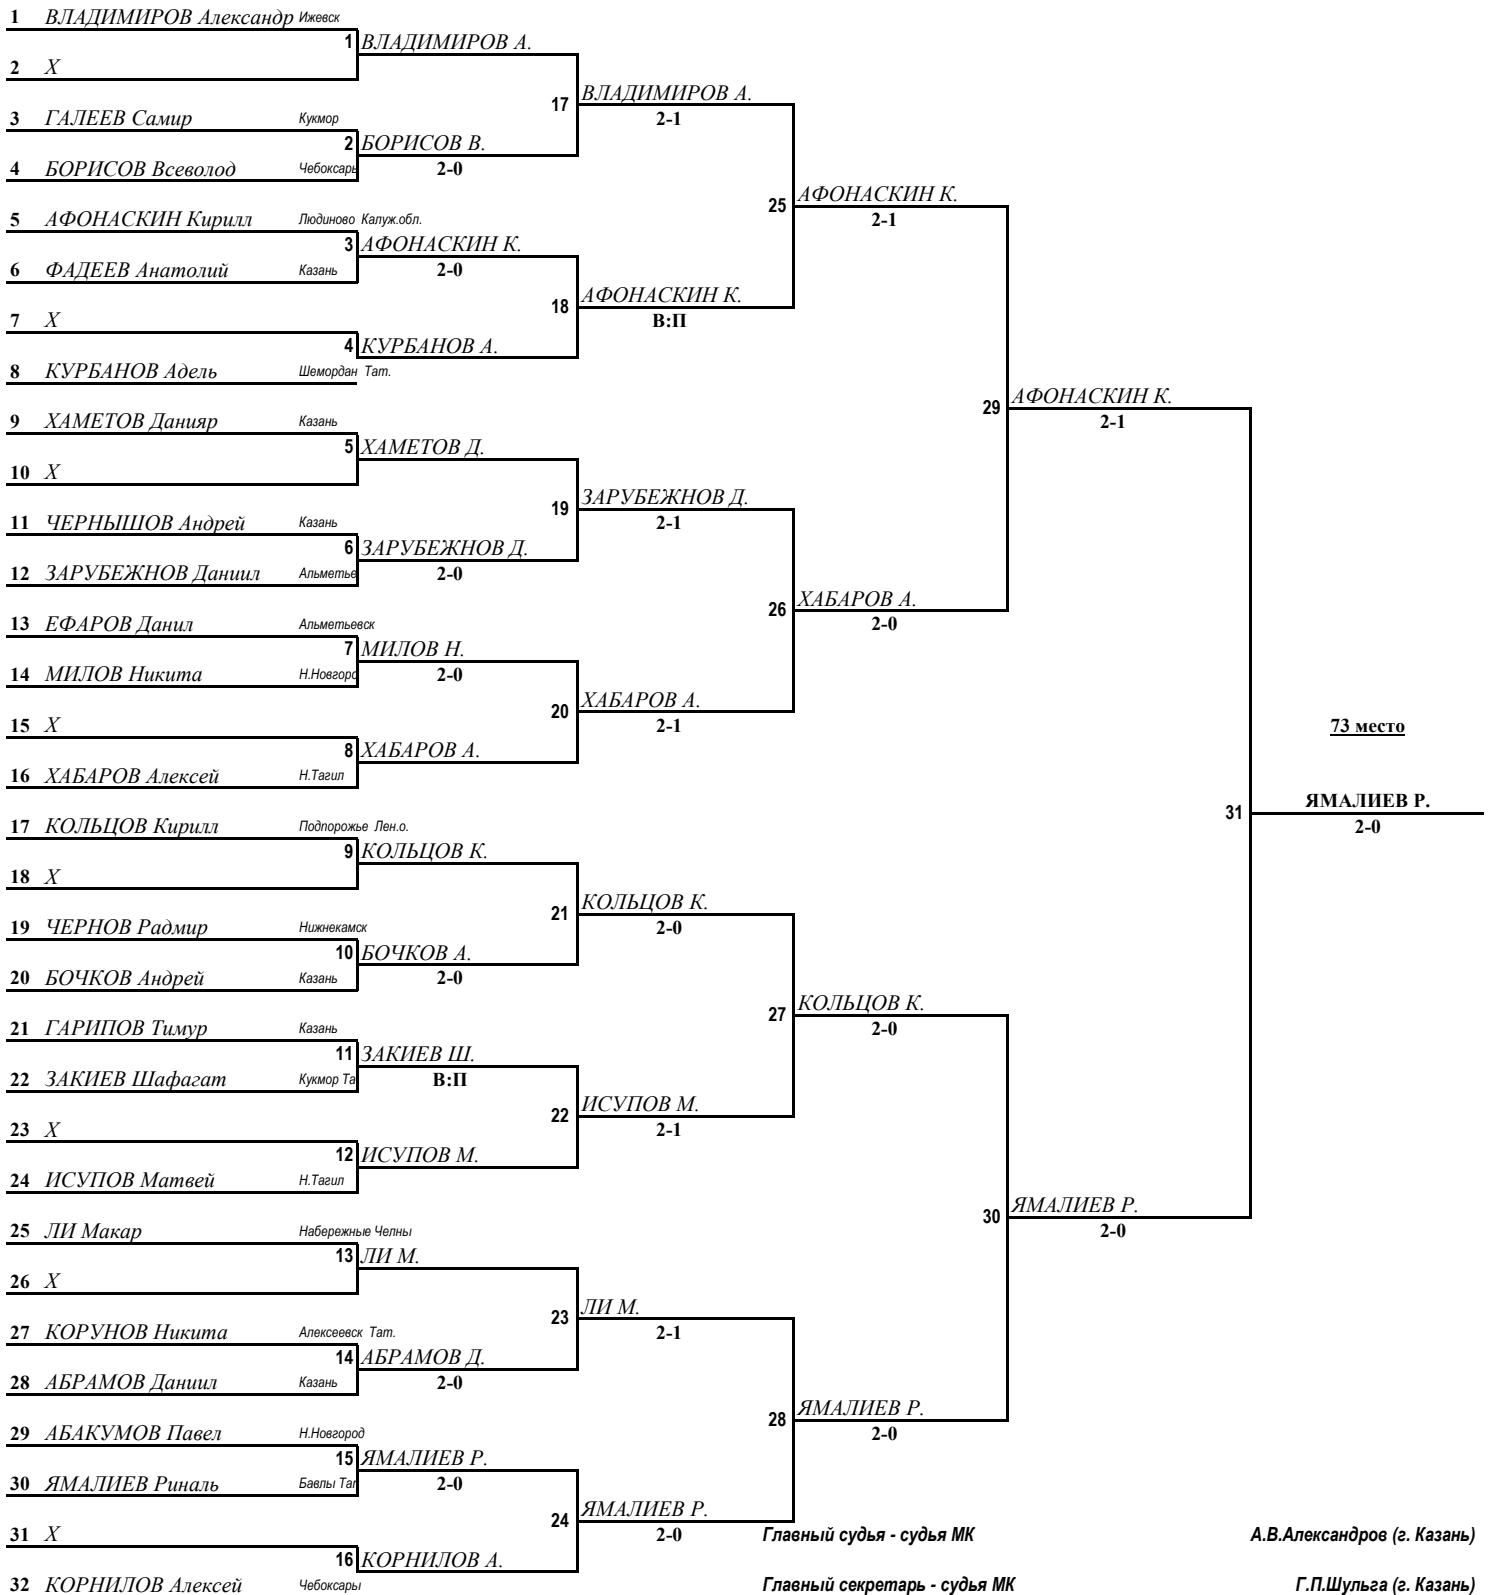 1 ВЛАДИМИРОВ Александр Ижевск
1 ВЛАДИМИРОВ А.
2 X
17 ВЛАДИМИРОВ А.
2-1
3 ГАЛЕЕВ Самир Кукмор
2 БОРИСОВ В.
4 БОРИСОВ Всеволод Чебоксары 2-0
25 АФОНАСКИН К.
2-1
5 АФОНАСКИН Кирилл Людиново Калуж.обл.
3 АФОНАСКИН К.
6 ФАДЕЕВ Анатолий Казань 2-0
18 АФОНАСКИН К.
7 X В:П
4 КУРБАНОВ А.
8 КУРБАНОВ Адель Шемордан Тат.
29 АФОНАСКИН К.
2-1
9 ХАМЕТОВ Данияр Казань
5 ХАМЕТОВ Д.
10 X
19 ЗАРУБЕЖНОВ Д.
11 ЧЕРНЫШОВ Андрей Казань 2-1
6 ЗАРУБЕЖНОВ Д.
12 ЗАРУБЕЖНОВ Даниил Альметье 2-0
26 ХАБАРОВ А.
2-0
13 ЕФАРОВ Данил Альметьевск
7 МИЛОВ Н.
14 МИЛОВ Никита Н.Новгоро 2-0
20 ХАБАРОВ А.
15 X 2-1 73 место
8 ХАБАРОВ А.
16 ХАБАРОВ Алексей Н.Тагил
31 ЯМАЛИЕВ Р.
2-0
17 КОЛЬЦОВ Кирилл Подпорожье Лен.о.
9 КОЛЬЦОВ К.
18 X
21 КОЛЬЦОВ К.
19 ЧЕРНОВ Радмир Нижнекамск 2-0
10 БОЧКОВ А.
20 БОЧКОВ Андрей Казань 2-0
27 КОЛЬЦОВ К.
2-0
21 ГАРИПОВ Тимур Казань
11 ЗАКИЕВ Ш.
22 ЗАКИЕВ Шафагат Кукмор Та В:П
22 ИСУПОВ М.
23 X 2-1
12 ИСУПОВ М.
24 ИСУПОВ Матвей Н.Тагил
30 ЯМАЛИЕВ Р.
2-0
25 ЛИ Макар Набережные Челны
13 ЛИ М.
26 X
23 ЛИ М.
27 КОРУНОВ Никита Алексеевск Тат. 2-1
14 АБРАМОВ Д.
28 АБРАМОВ Даниил Казань 2-0
28 ЯМАЛИЕВ Р.
2-0
29 АБАКУМОВ Павел Н.Новгород
15 ЯМАЛИЕВ Р.
30 ЯМАЛИЕВ Риналь Бавлы Тат 2-0
24 ЯМАЛИЕВ Р.
31 X 2-0 Главный судья - судья МК А.В.Александров (г. Казань)
16 КОРНИЛОВ А.
32 КОРНИЛОВ Алексей Чебоксары Главный секретарь - судья МК Г.П.Шульга (г. Казань)